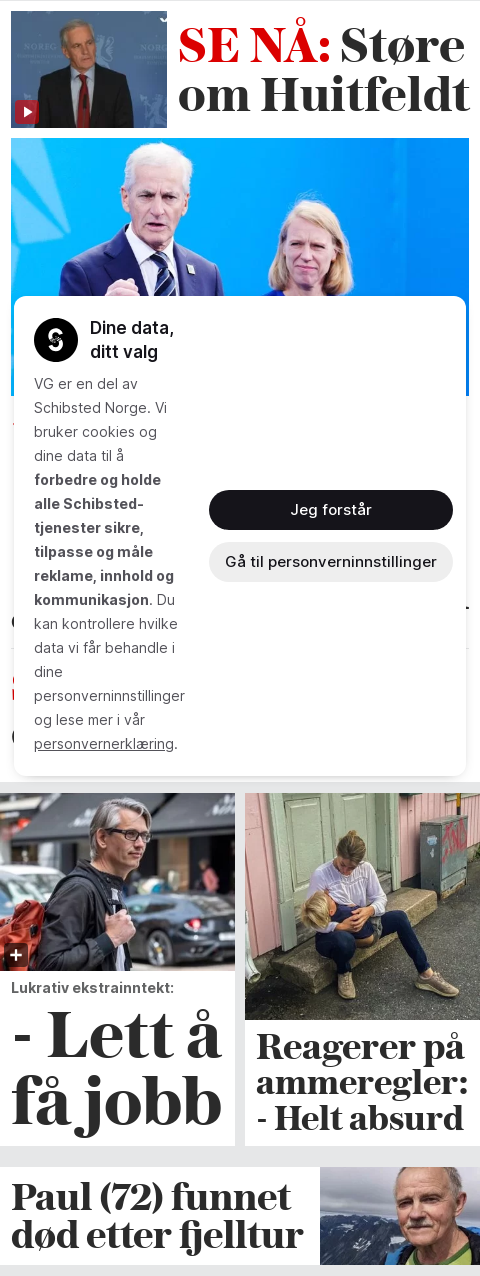 SE NÅ: Støre
om Huitfeldt
Dine data,
ditt valg
VG er en del av
Schibsted Norge. Vi
bruker cookies og
dine data til å
forbedre og holde
alle Schibsted-
tjenester sikre,
tilpasse og måle
reklame, innhold og
kommunikasjon. Du
kan kontrollere hvilke
data vi får behandle i
dine
personverninnstillinger
og lese mer i vår
personvernerklæring.
Jeg forstår
Gå til personverninnstillinger
Lukrativ ekstrainntekt:
- Lett å
få jobb
Reagerer på
ammeregler:
- Helt absurd
Paul (72) funnet
død etter fjelltur